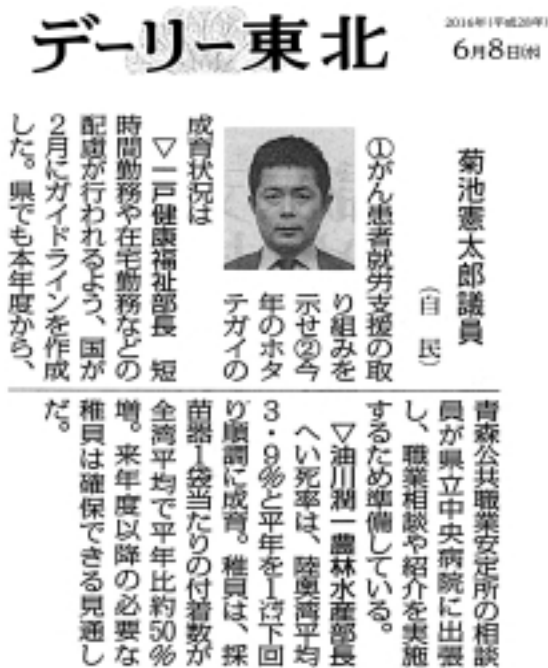 デーリー東北
2016年(平成28年)
6月8日(水)
菊池憲太郎議員
(自民)
①がん患者就労支援の取
り組みを
示せ②今
年のホタ
テガイの
成育状況は
▽一戸健康福祉部長 短
時間勤務や在宅勤務などの
配慮が行われるよう、国が
2月にガイドラインを作成
した。県でも本年度から、
青森公共職業安定所の相談
員が県立中央病院に出張
し、職業相談や紹介を実施
するため準備している。
▽油川潤一農林水産部長
へい死率は、陸奥湾平均
3・9%と平年を1㌽下回
り順調に成育。稚貝は、採
苗器1袋当たりの付着数が
全湾平均で平年比約50%
増。来年度以降の必要な
稚貝は確保できる見通し
だ。